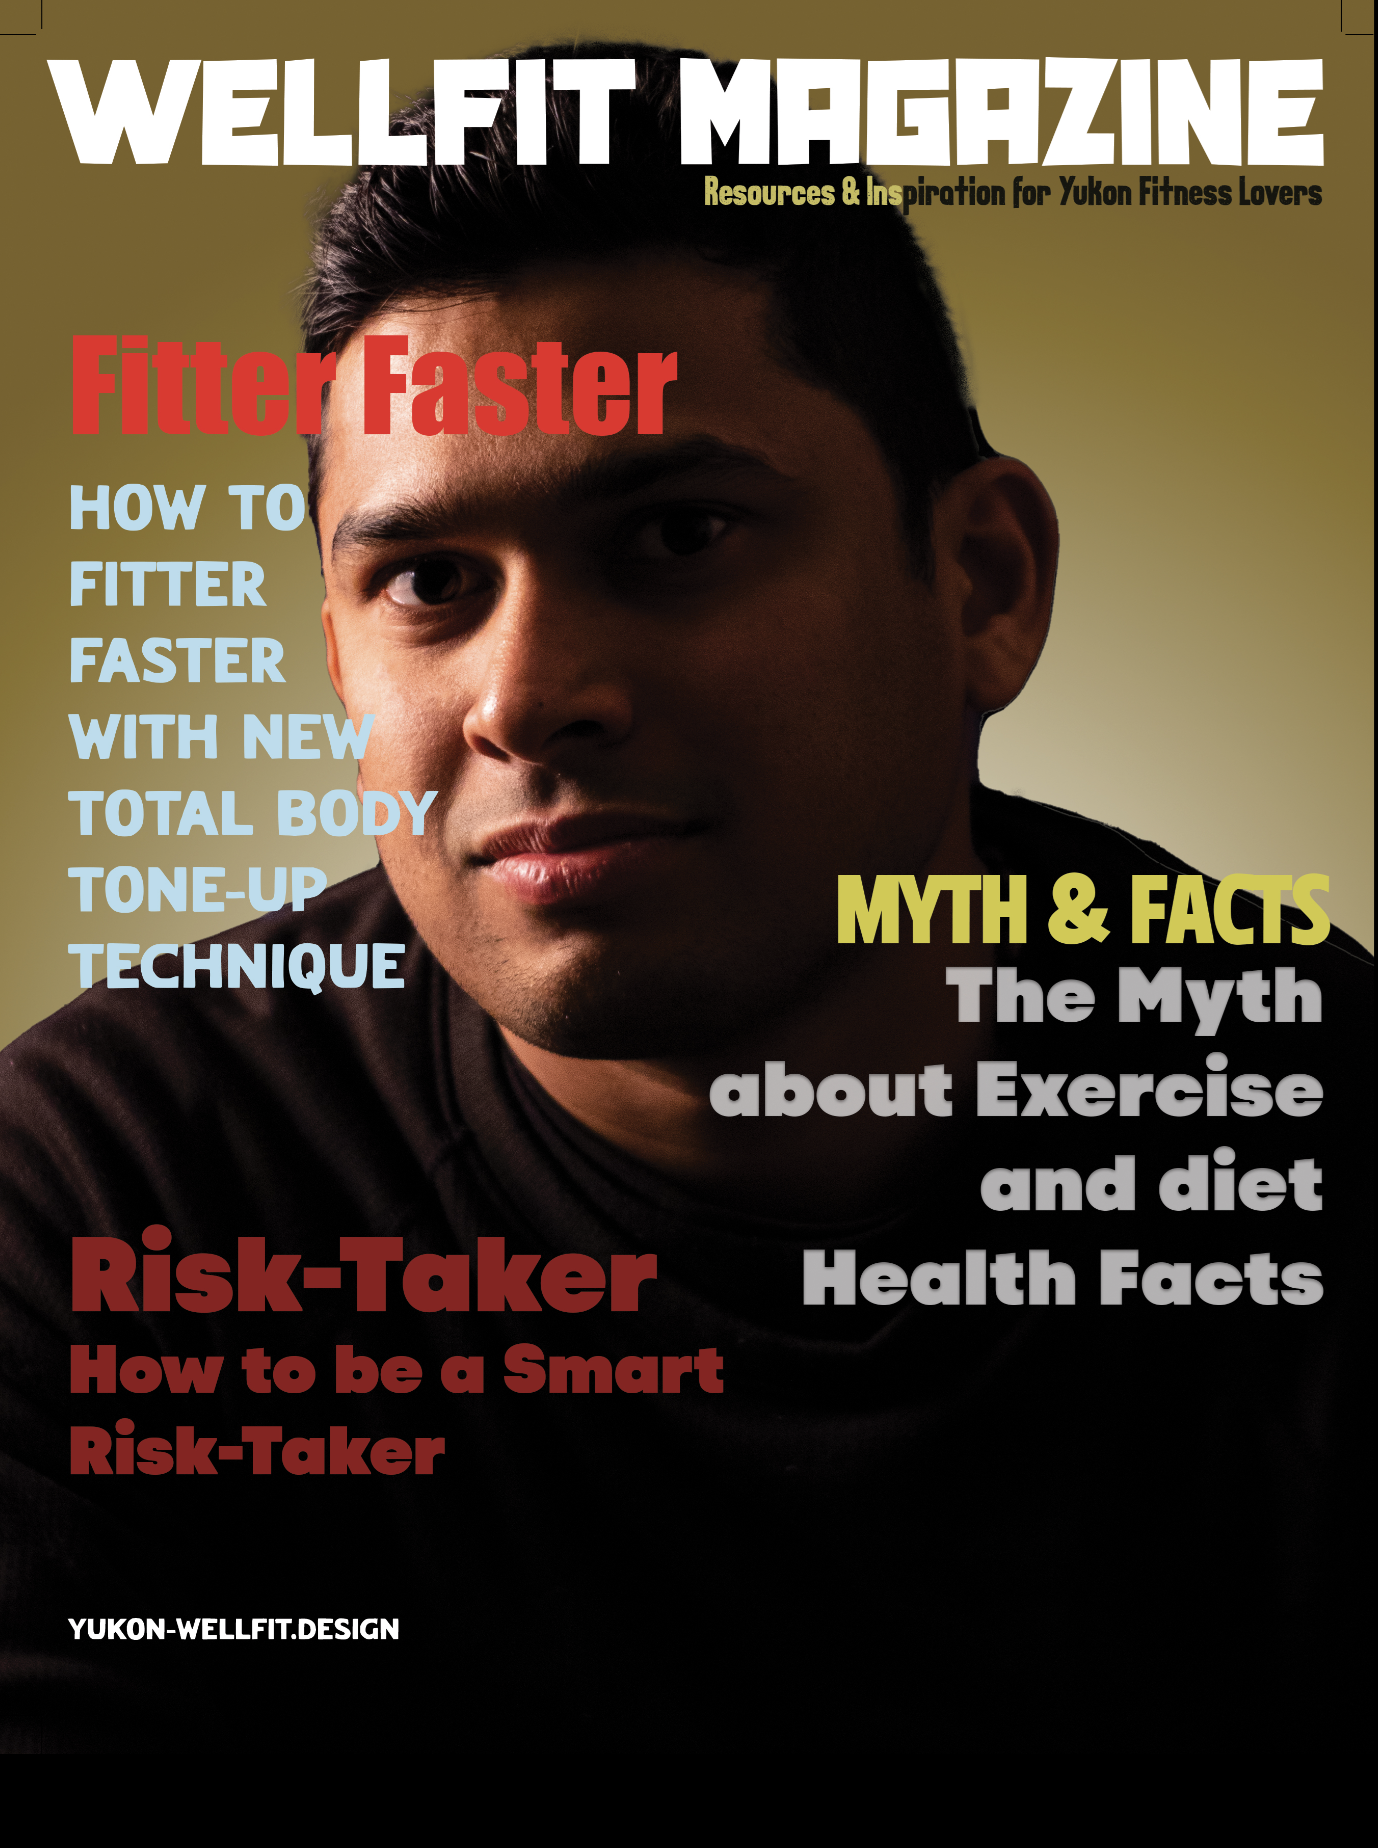 WELLFIT MAGAZINE
Resources & Inspiration for Yukon Fitness Lovers
Fitter Faster
HOW TO
FITTER
FASTER
WITH NEW
TOTAL BODY
TONE-UP
TECHNIQUE
MYTH & FACTS
The Myth
about Exercise
and diet
Health Facts
Risk-Taker
How to be a Smart
Risk-Taker
YUKON-WELLFIT.DESIGN